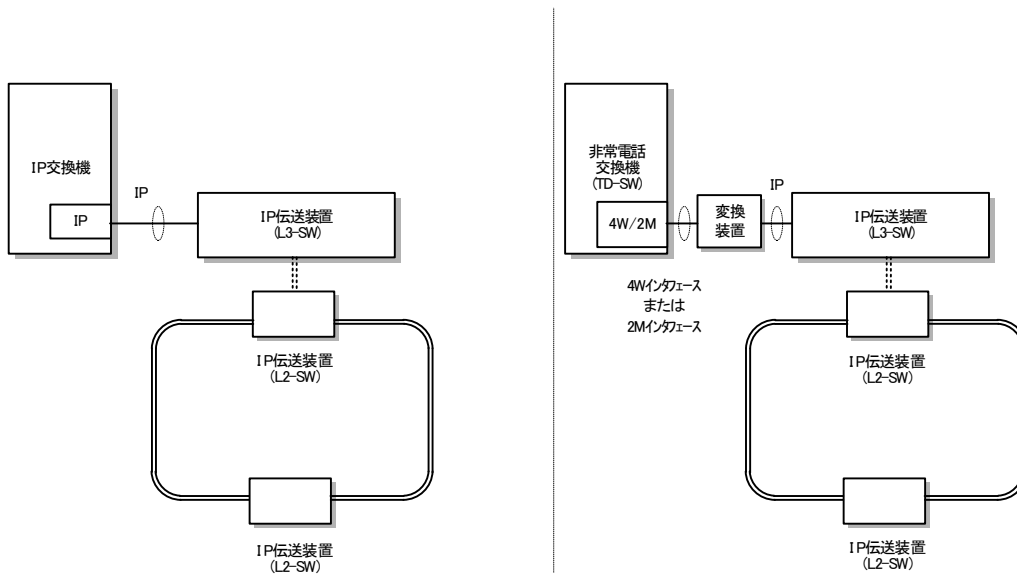 IP交換機
IP
IP
IP伝送装置
(L3-SW)
IP伝送装置
(L2-SW)
IP伝送装置
(L2-SW)
非常電話
交換機
(TD-SW)
4W/2M
変換
装置
IP
IP伝送装置
(L3-SW)
4Wインタフェース
または
2Mインタフェース
IP伝送装置
(L2-SW)
IP伝送装置
(L2-SW)